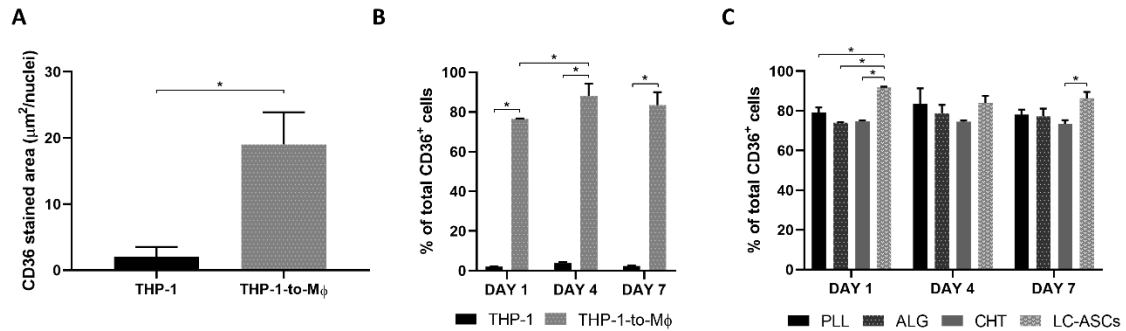 A
CD36 stained area (µm²/nuclei)
30
20
10
0
*
THP-1
THP-1-to-Mϕ
B
% of total CD36⁺ cells
100
80
60
40
20
0
*
*
*
*
DAY 1
DAY 4
DAY 7
THP-1
THP-1-to-Mϕ
C
% of total CD36⁺ cells
100
80
60
40
20
0
*
*
*
*
DAY 1
DAY 4
DAY 7
PLL
ALG
CHT
LC-ASCs